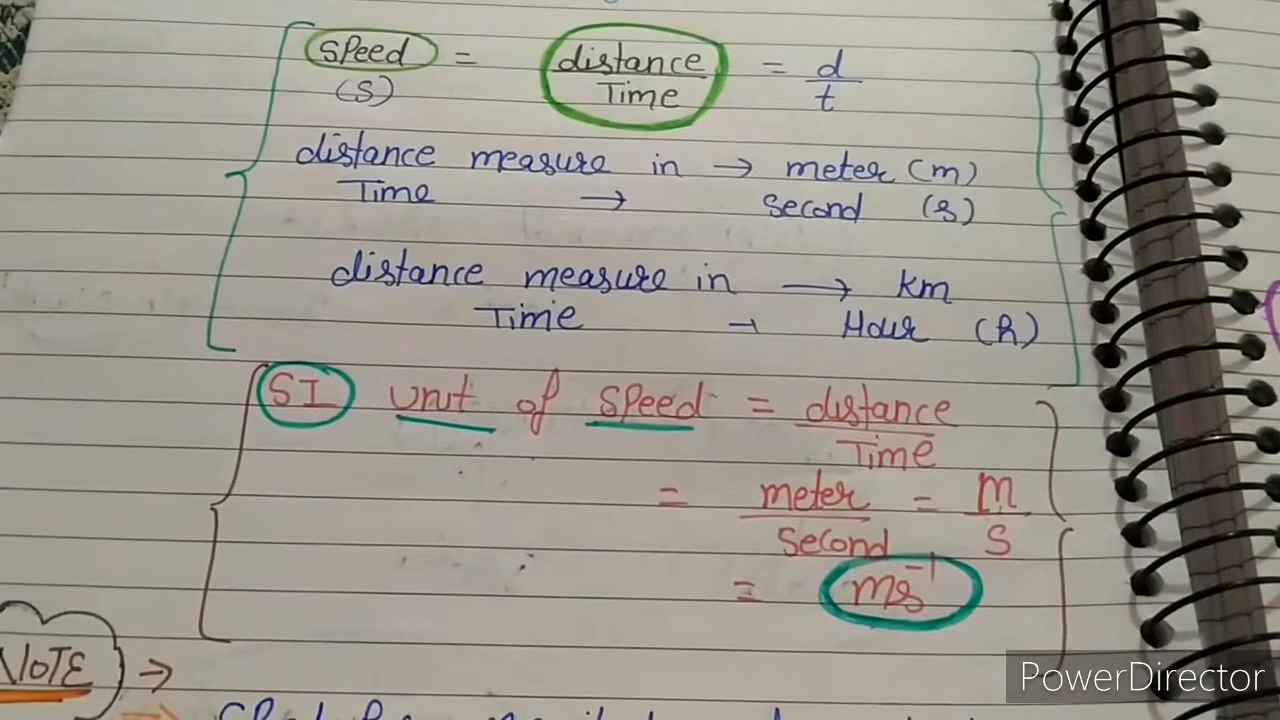 speed = distance/Time = d/t
(s)
distance measure in → meter (m)
Time → second (s)
distance measure in → km
Time → Hour (h)
SI unit of speed = distance/Time
= meter/second = m/s
= ms⁻¹
NOTE →
PowerDirector